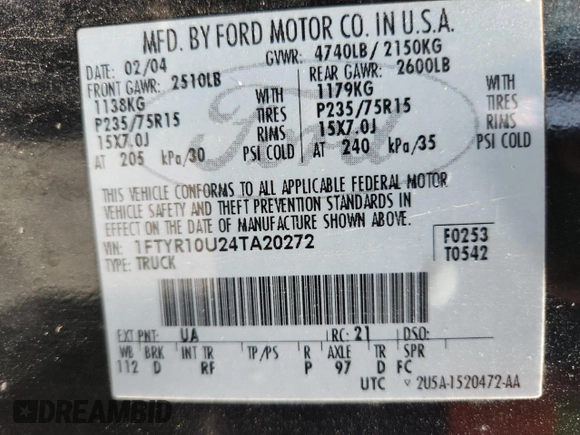 MFD. BY FORD MOTOR CO. IN U.S.A.
DATE: 02/04 GVWR: 4740LB/ 2150KG
FRONT GAWR: 2510LB REAR GAWR: 2600LB
1138KG WITH 1179KG WITH
P235/75R15 TIRES P235/75R15 TIRES
15X7.0J RIMS 15X7.0J RIMS
AT 205 kPa/30 PSI COLD AT 240 kPa/35 PSI COLD
Ford
THIS VEHICLE CONFORMS TO ALL APPLICABLE FEDERAL MOTOR
VEHICLE SAFETY AND THEFT PREVENTION STANDARDS IN
EFFECT ON THE DATE OF MANUFACTURE SHOWN ABOVE.
VIN: 1FTYR10U24TA20272 F0253
TYPE: TRUCK T0542
EXT PNT: UA RC: 21 DSO:
WB BRK INT TR TP/PS R AXLE TR SPR
112 D RF P 97 D FC
UTC ▽ 2U5A-1520472-AA
DREAMBID